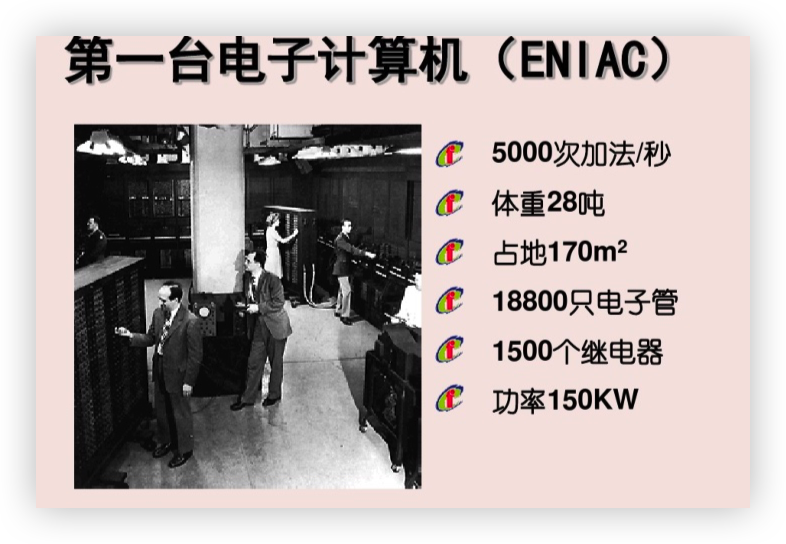 第一台电子计算机（ENIAC）
5000次加法/秒
体重28吨
占地170m²
18800只电子管
1500个继电器
功率150KW